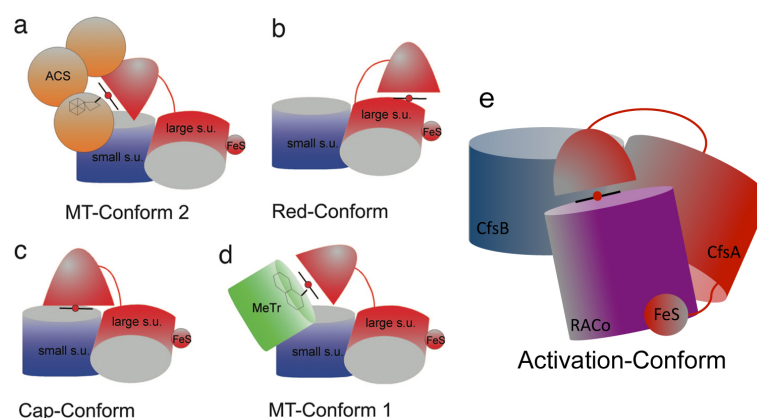 a
ACS
large s.u.
small s.u.
FeS
MT-Conform 2
b
large s.u.
small s.u.
FeS
Red-Conform
c
large s.u.
small s.u.
FeS
Cap-Conform
d
MeTr
large s.u.
small s.u.
FeS
MT-Conform 1
e
CfsB
CfsA
RACo
FeS
Activation-Conform